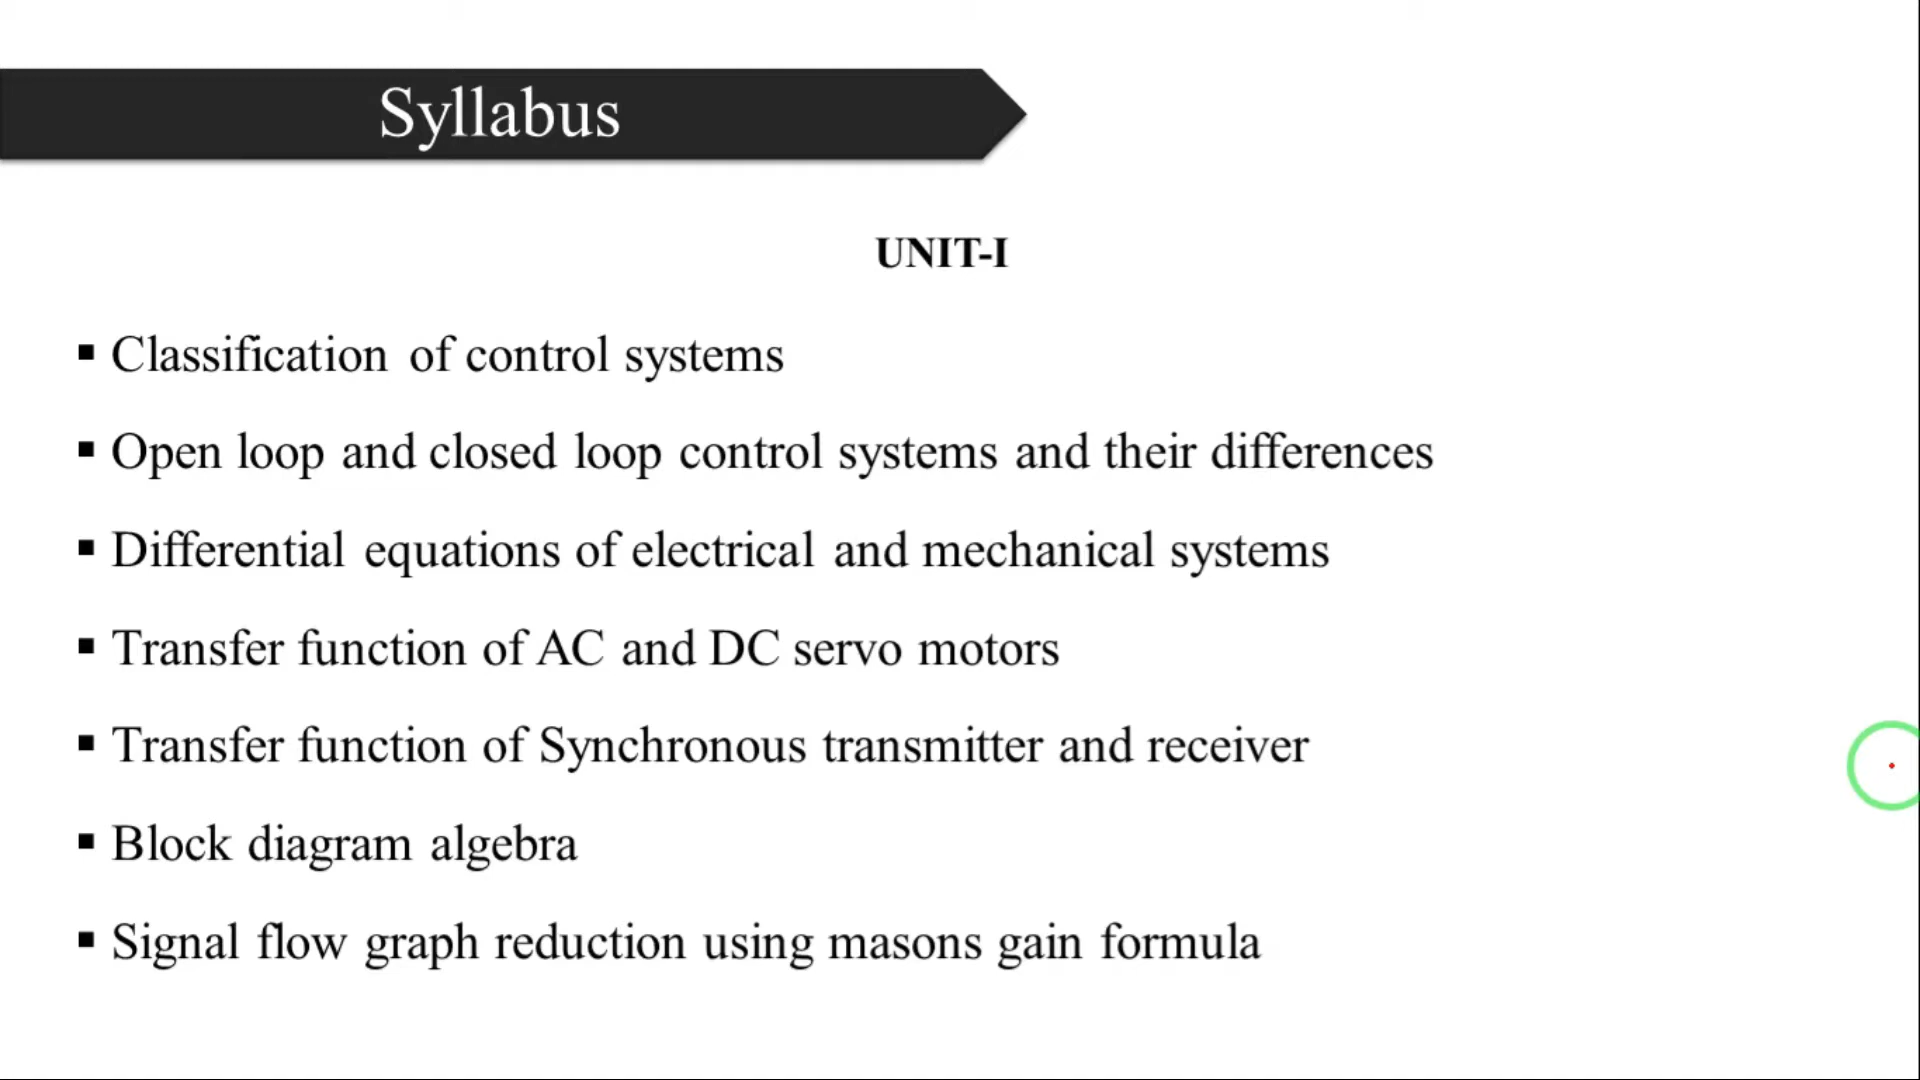 Syllabus
UNIT-I
▪ Classification of control systems
▪ Open loop and closed loop control systems and their differences
▪ Differential equations of electrical and mechanical systems
▪ Transfer function of AC and DC servo motors
▪ Transfer function of Synchronous transmitter and receiver
▪ Block diagram algebra
▪ Signal flow graph reduction using masons gain formula